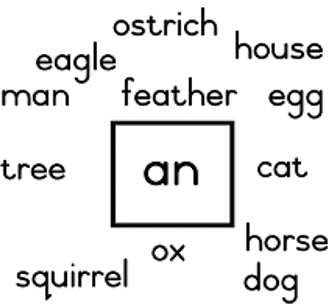 ostrich
house
eagle
man
feather
egg
tree
an
cat
ox
horse
squirrel
dog